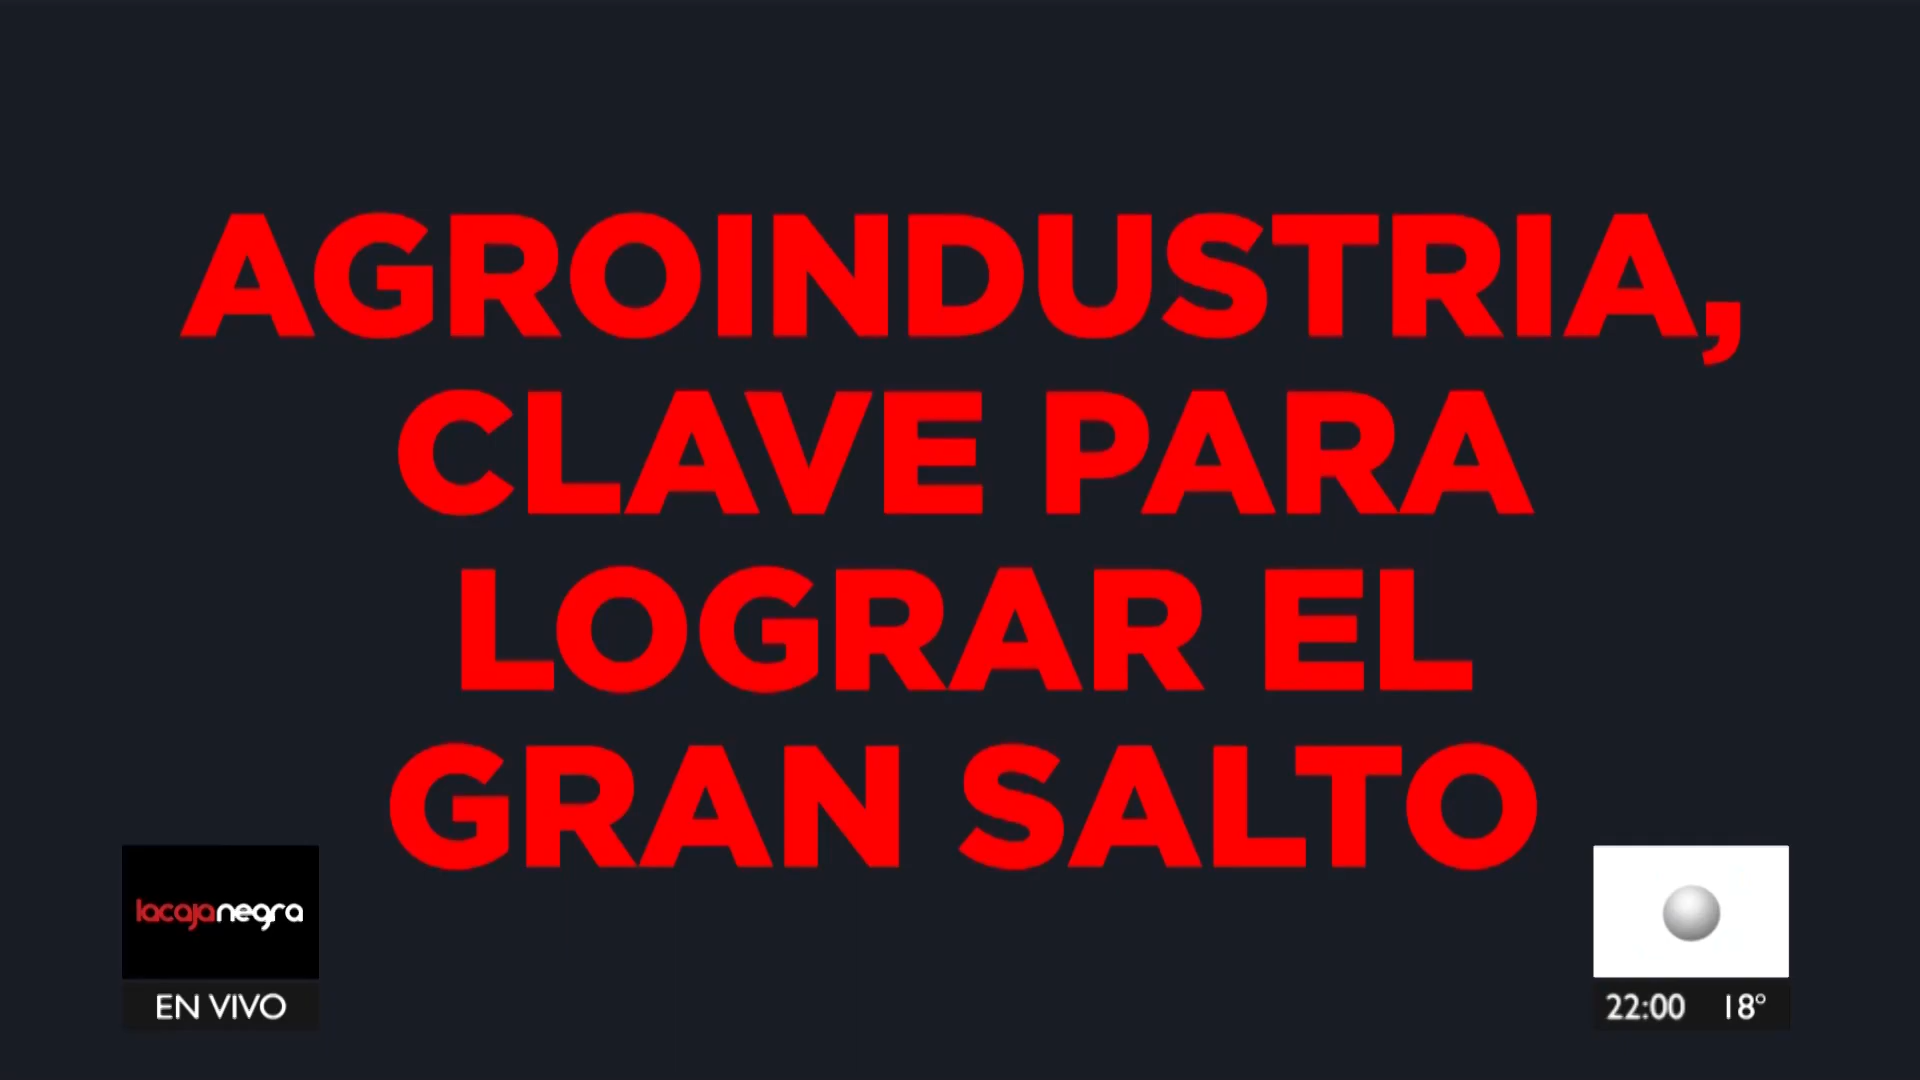 AGROINDUSTRIA,
CLAVE PARA
LOGRAR EL
GRAN SALTO
lacajanegra
EN VIVO
22:00 18°